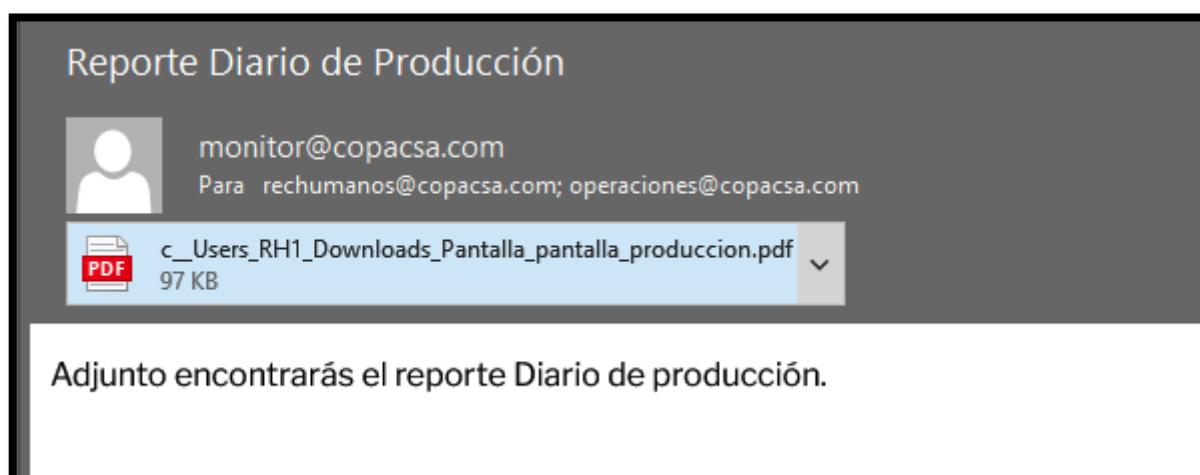 Reporte Diario de Producción
monitor@copacsa.com
Para rechumanos@copacsa.com; operaciones@copacsa.com
c__Users_RH1_Downloads_Pantalla_pantalla_produccion.pdf
PDF
97 KB
Adjunto encontrarás el reporte Diario de producción.